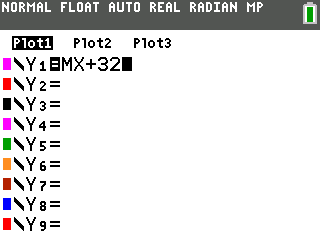 NORMAL FLOAT AUTO REAL RADIAN MP
Plot1 Plot2 Plot3
\Y1=MX+32
\Y2=
\Y3=
\Y4=
\Y5=
\Y6=
\Y7=
\Y8=
\Y9=